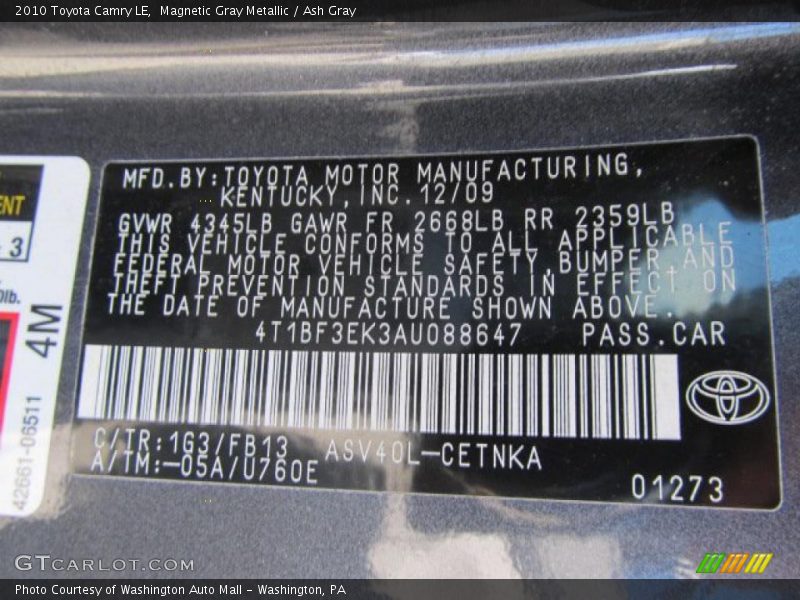 2010 Toyota Camry LE, Magnetic Gray Metallic / Ash Gray
MFD.BY:TOYOTA MOTOR MANUFACTURING,
KENTUCKY,INC.12/09
GVWR 4345LB GAWR FR 2668LB RR 2359LB
THIS VEHICLE CONFORMS TO ALL APPLICABLE
FEDERAL MOTOR VEHICLE SAFETY,BUMPER,AND
THEFT PREVENTION STANDARDS IN EFFECT ON
THE DATE OF MANUFACTURE SHOWN ABOVE.
4T1BF3EK3AU088647 PASS.CAR
C/TR:1G3/FB13 ASV40L-CETNKA
A/TM:-05A/U760E
01273
4M
42661-06511
GTCARLOT.COM
Photo Courtesy of Washington Auto Mall – Washington, PA